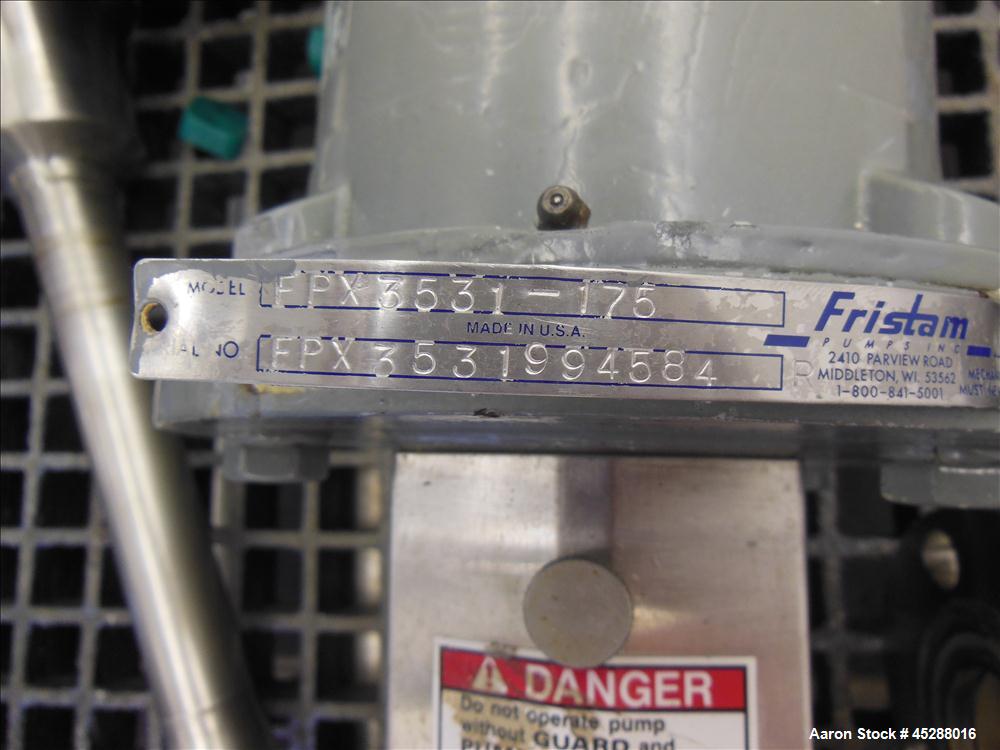 MODEL FPX3531-175
MADE IN U.S.A.
NO FPX3531994584
Fristam
PUMPS INC
2410 PARVIEW ROAD
MIDDLETON, WI. 53562
1-800-841-5001
R
DANGER
Do not operate pump
without GUARD and
Aaron Stock # 45288016